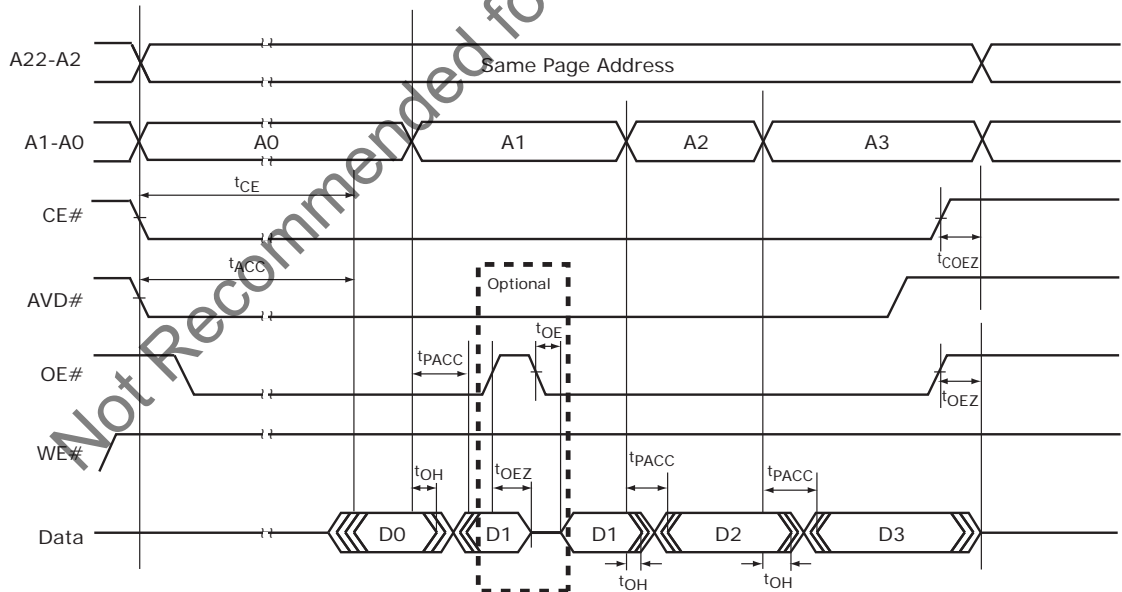 Not Recommended fo
A22-A2
Same Page Address
A1-A0
A0
A1
A2
A3
tCE
CE#
tCOEZ
tACC
AVD#
Optional
tOE
OE#
tPACC
tOEZ
WE#
tOH
tOEZ
tPACC
tPACC
Data
D0
D1
D1
D2
D3
tOH
tOH